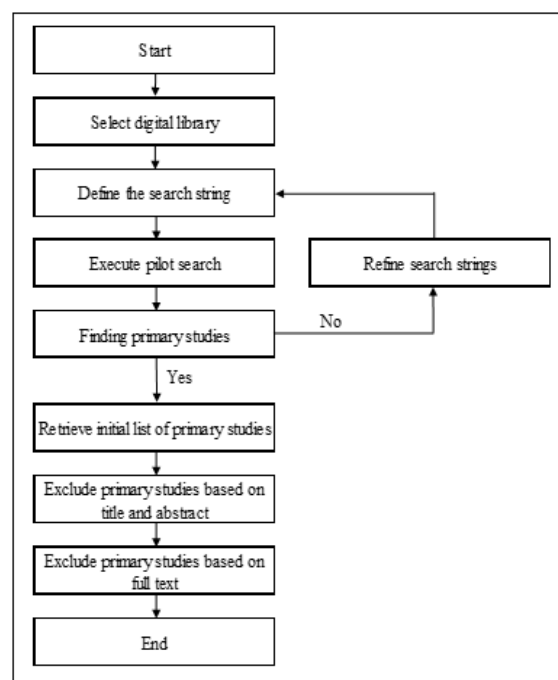 Start
Select digital library
Define the search string
Execute pilot search
Refine search strings
Finding primary studies
No
Yes
Retrieve initial list of primary studies
Exclude primary studies based on
title and abstract
Exclude primary studies based on
full text
End